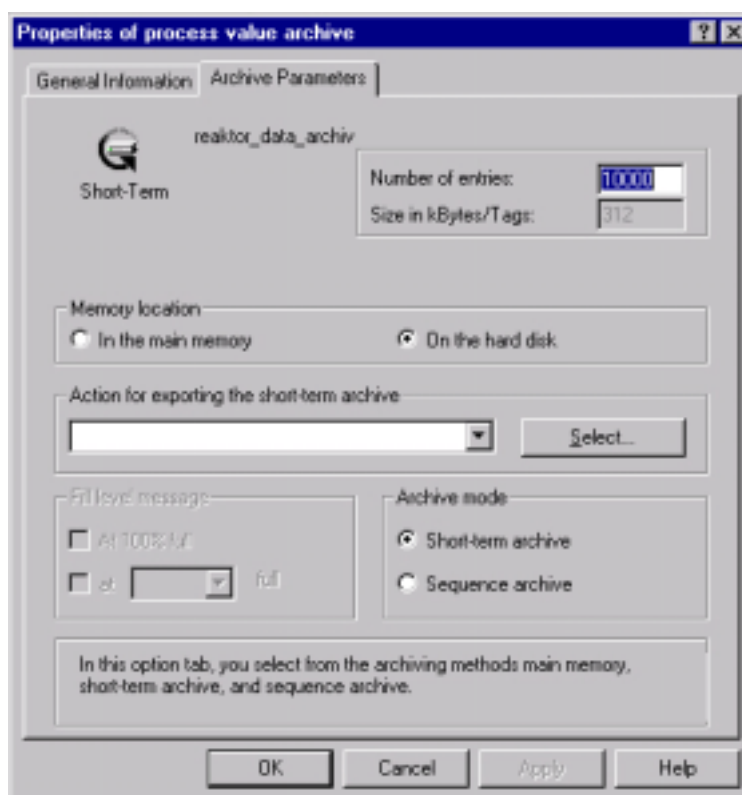 Properties of process value archive
General Information
Archive Parameters
reaktor_data_archiv
Short-Term
Number of entries: 10000
Size in kBytes/Tags: 312
Memory location
In the main memory
On the hard disk
Action for exporting the short-term archive
Select...
Fill level message
At 100% full
at
full
Archive mode
Short-term archive
Sequence archive
In this option tab, you select from the archiving methods main memory,
short-term archive, and sequence archive.
OK
Cancel
Apply
Help